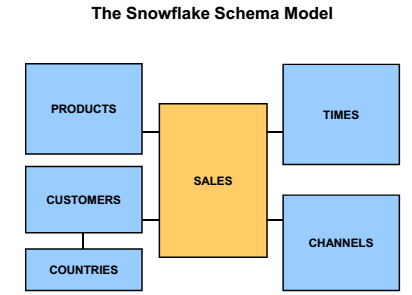 The Snowflake Schema Model
PRODUCTS
TIMES
SALES
CUSTOMERS
CHANNELS
COUNTRIES